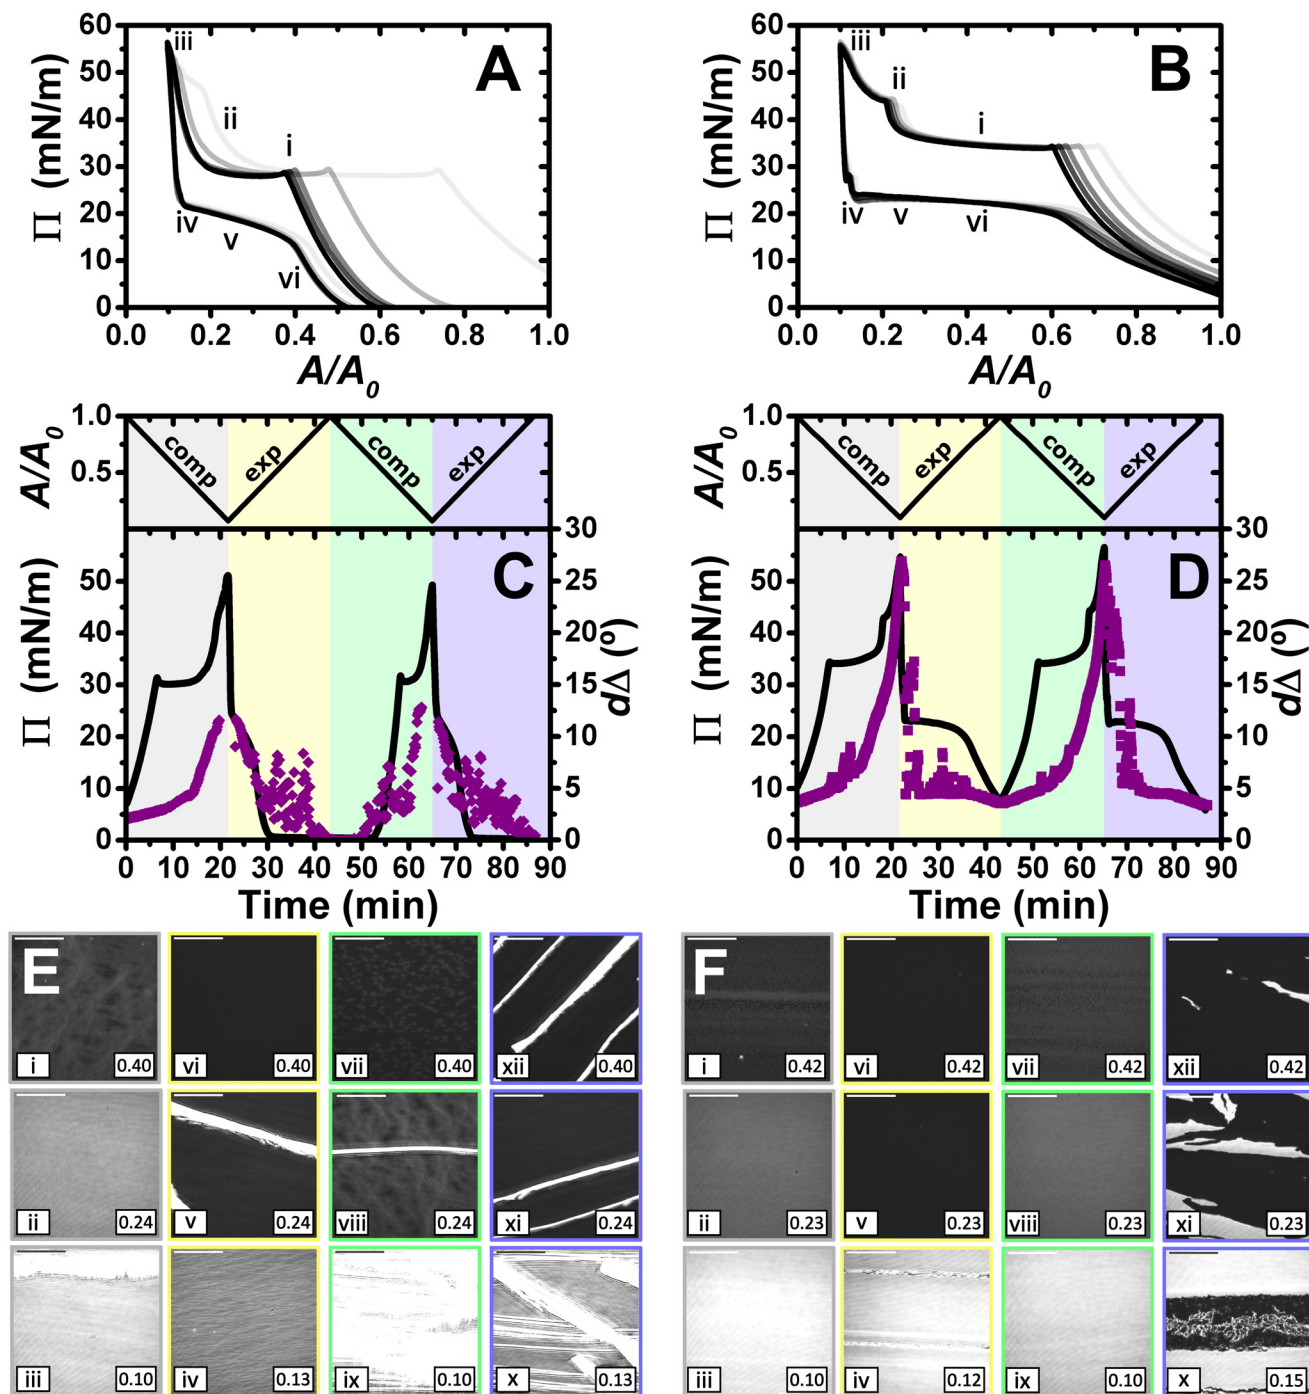 A
60
50
40
30
20
10
0
Π (mN/m)
iii
ii
i
iv
v
vi
0.0 0.2 0.4 0.6 0.8 1.0
A/A0
B
60
50
40
30
20
10
0
Π (mN/m)
iii
ii
i
iv
v
vi
0.0 0.2 0.4 0.6 0.8 1.0
A/A0
1.0
0.5
A/A0
comp exp comp exp
C
50
40
30
20
10
0
Π (mN/m)
30
25
20
15
10
5
0
dΔ (º)
0 10 20 30 40 50 60 70 80 90
Time (min)
1.0
0.5
A/A0
comp exp comp exp
D
50
40
30
20
10
0
Π (mN/m)
30
25
20
15
10
5
0
dΔ (º)
0 10 20 30 40 50 60 70 80 90
Time (min)
E
i 0.40 vi 0.40 vii 0.40 xii 0.40
ii 0.24 v 0.24 viii 0.24 xi 0.24
iii 0.10 iv 0.13 ix 0.10 x 0.13
F
i 0.42 vi 0.42 vii 0.42 xii 0.42
ii 0.23 v 0.23 viii 0.23 xi 0.23
iii 0.10 iv 0.12 ix 0.10 x 0.15